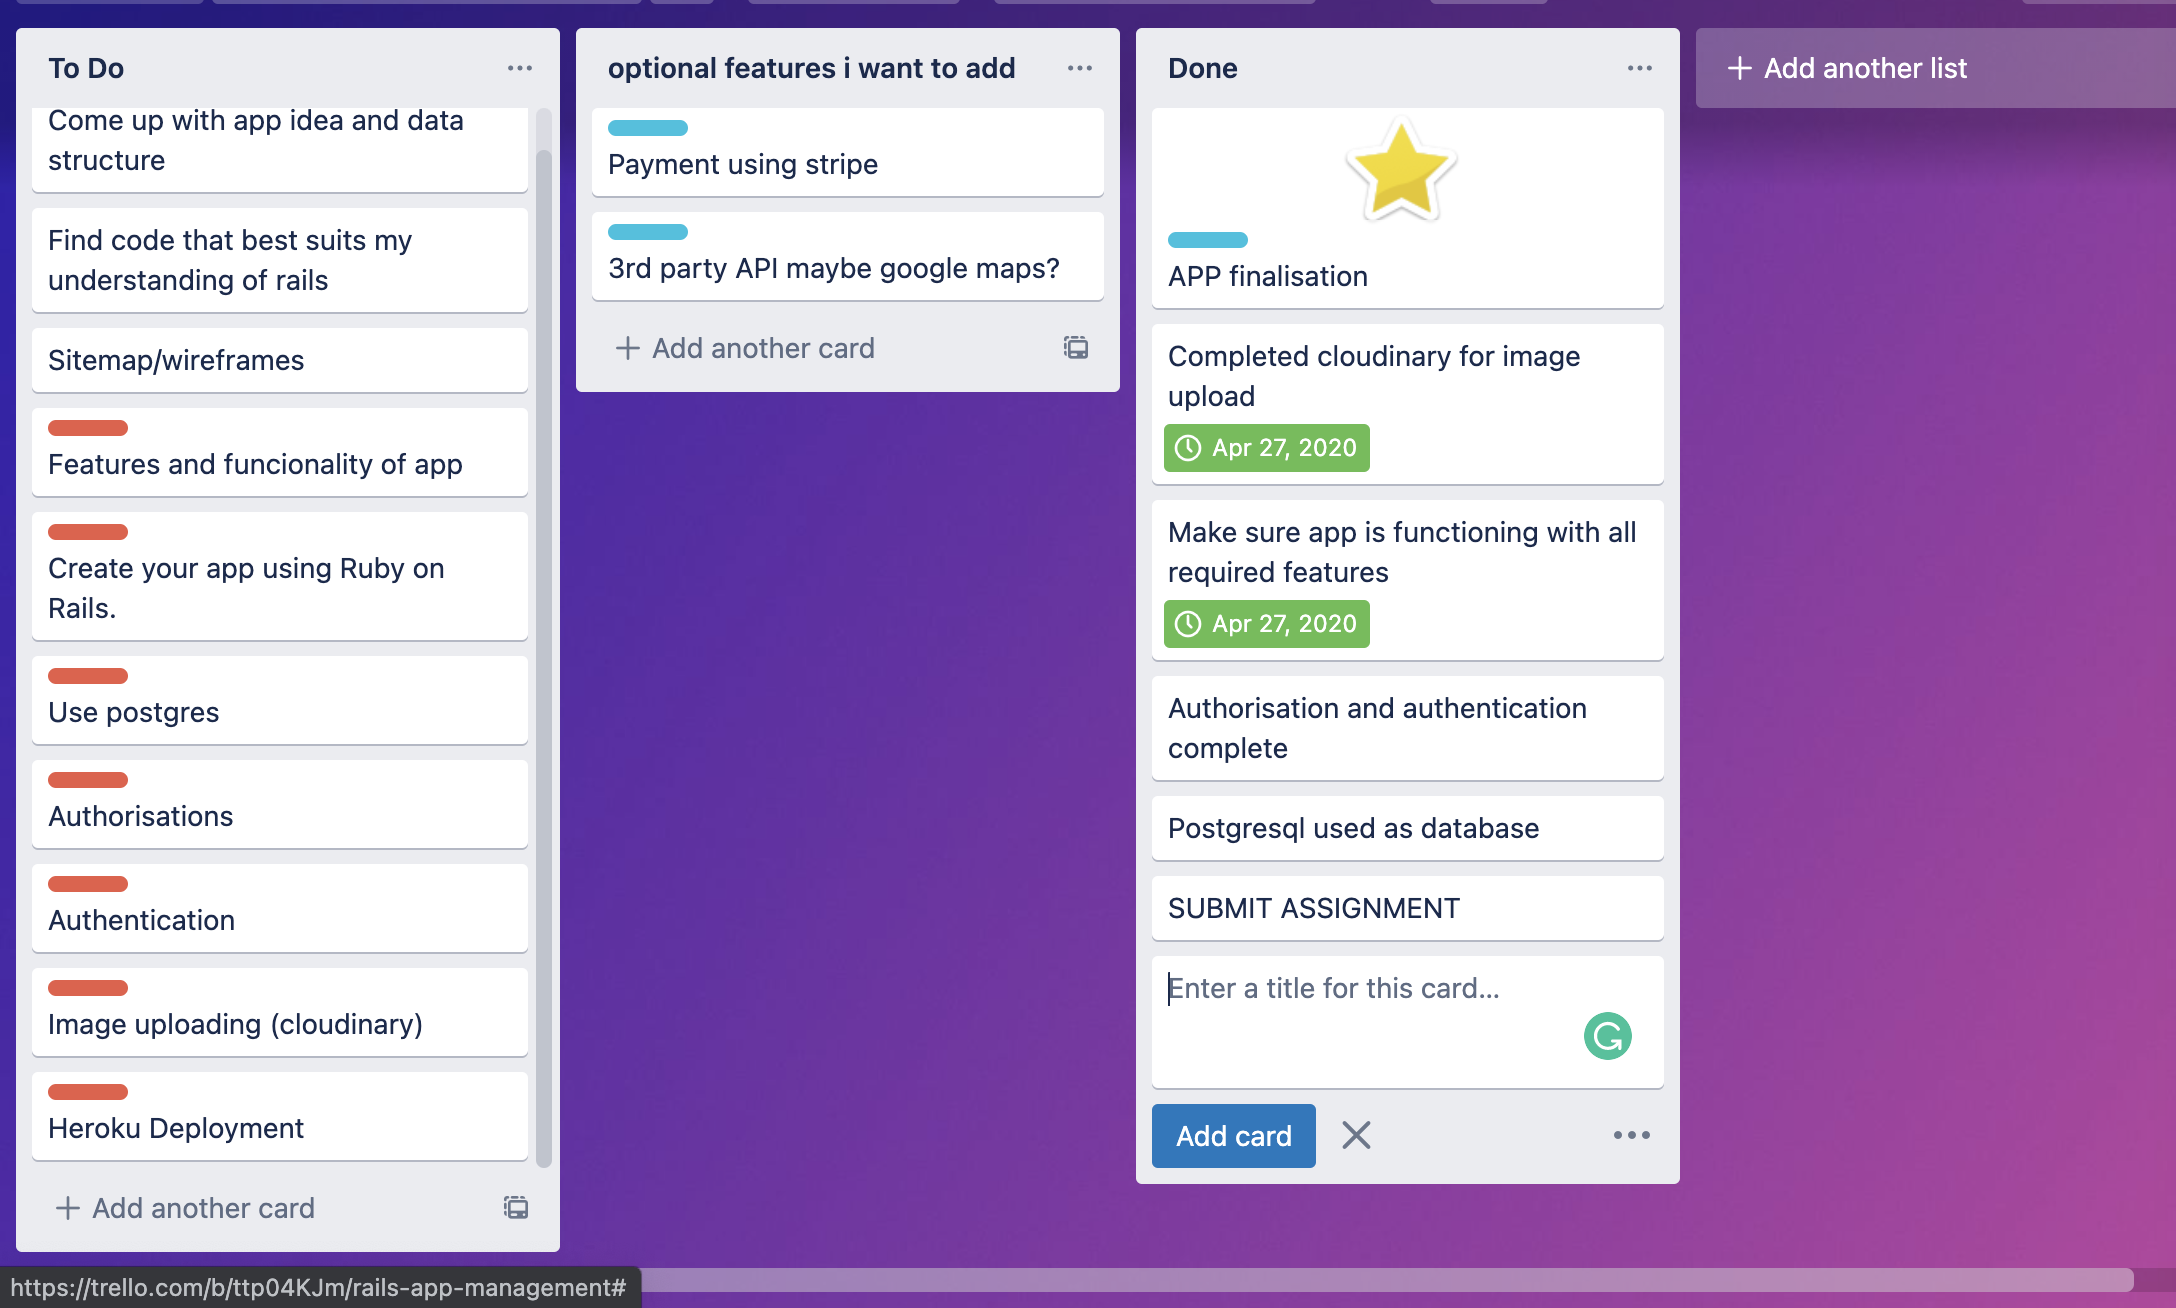 To Do
Come up with app idea and data
structure
Find code that best suits my
understanding of rails
Sitemap/wireframes
Features and funcionality of app
Create your app using Ruby on
Rails.
Use postgres
Authorisations
Authentication
Image uploading (cloudinary)
Heroku Deployment
+ Add another card
optional features i want to add
Payment using stripe
3rd party API maybe google maps?
+ Add another card
Done
APP finalisation
Completed cloudinary for image
upload
Apr 27, 2020
Make sure app is functioning with all
required features
Apr 27, 2020
Authorisation and authentication
complete
Postgresql used as database
SUBMIT ASSIGNMENT
Enter a title for this card...
Add card
+ Add another list
https://trello.com/b/ttp04KJm/rails-app-management#